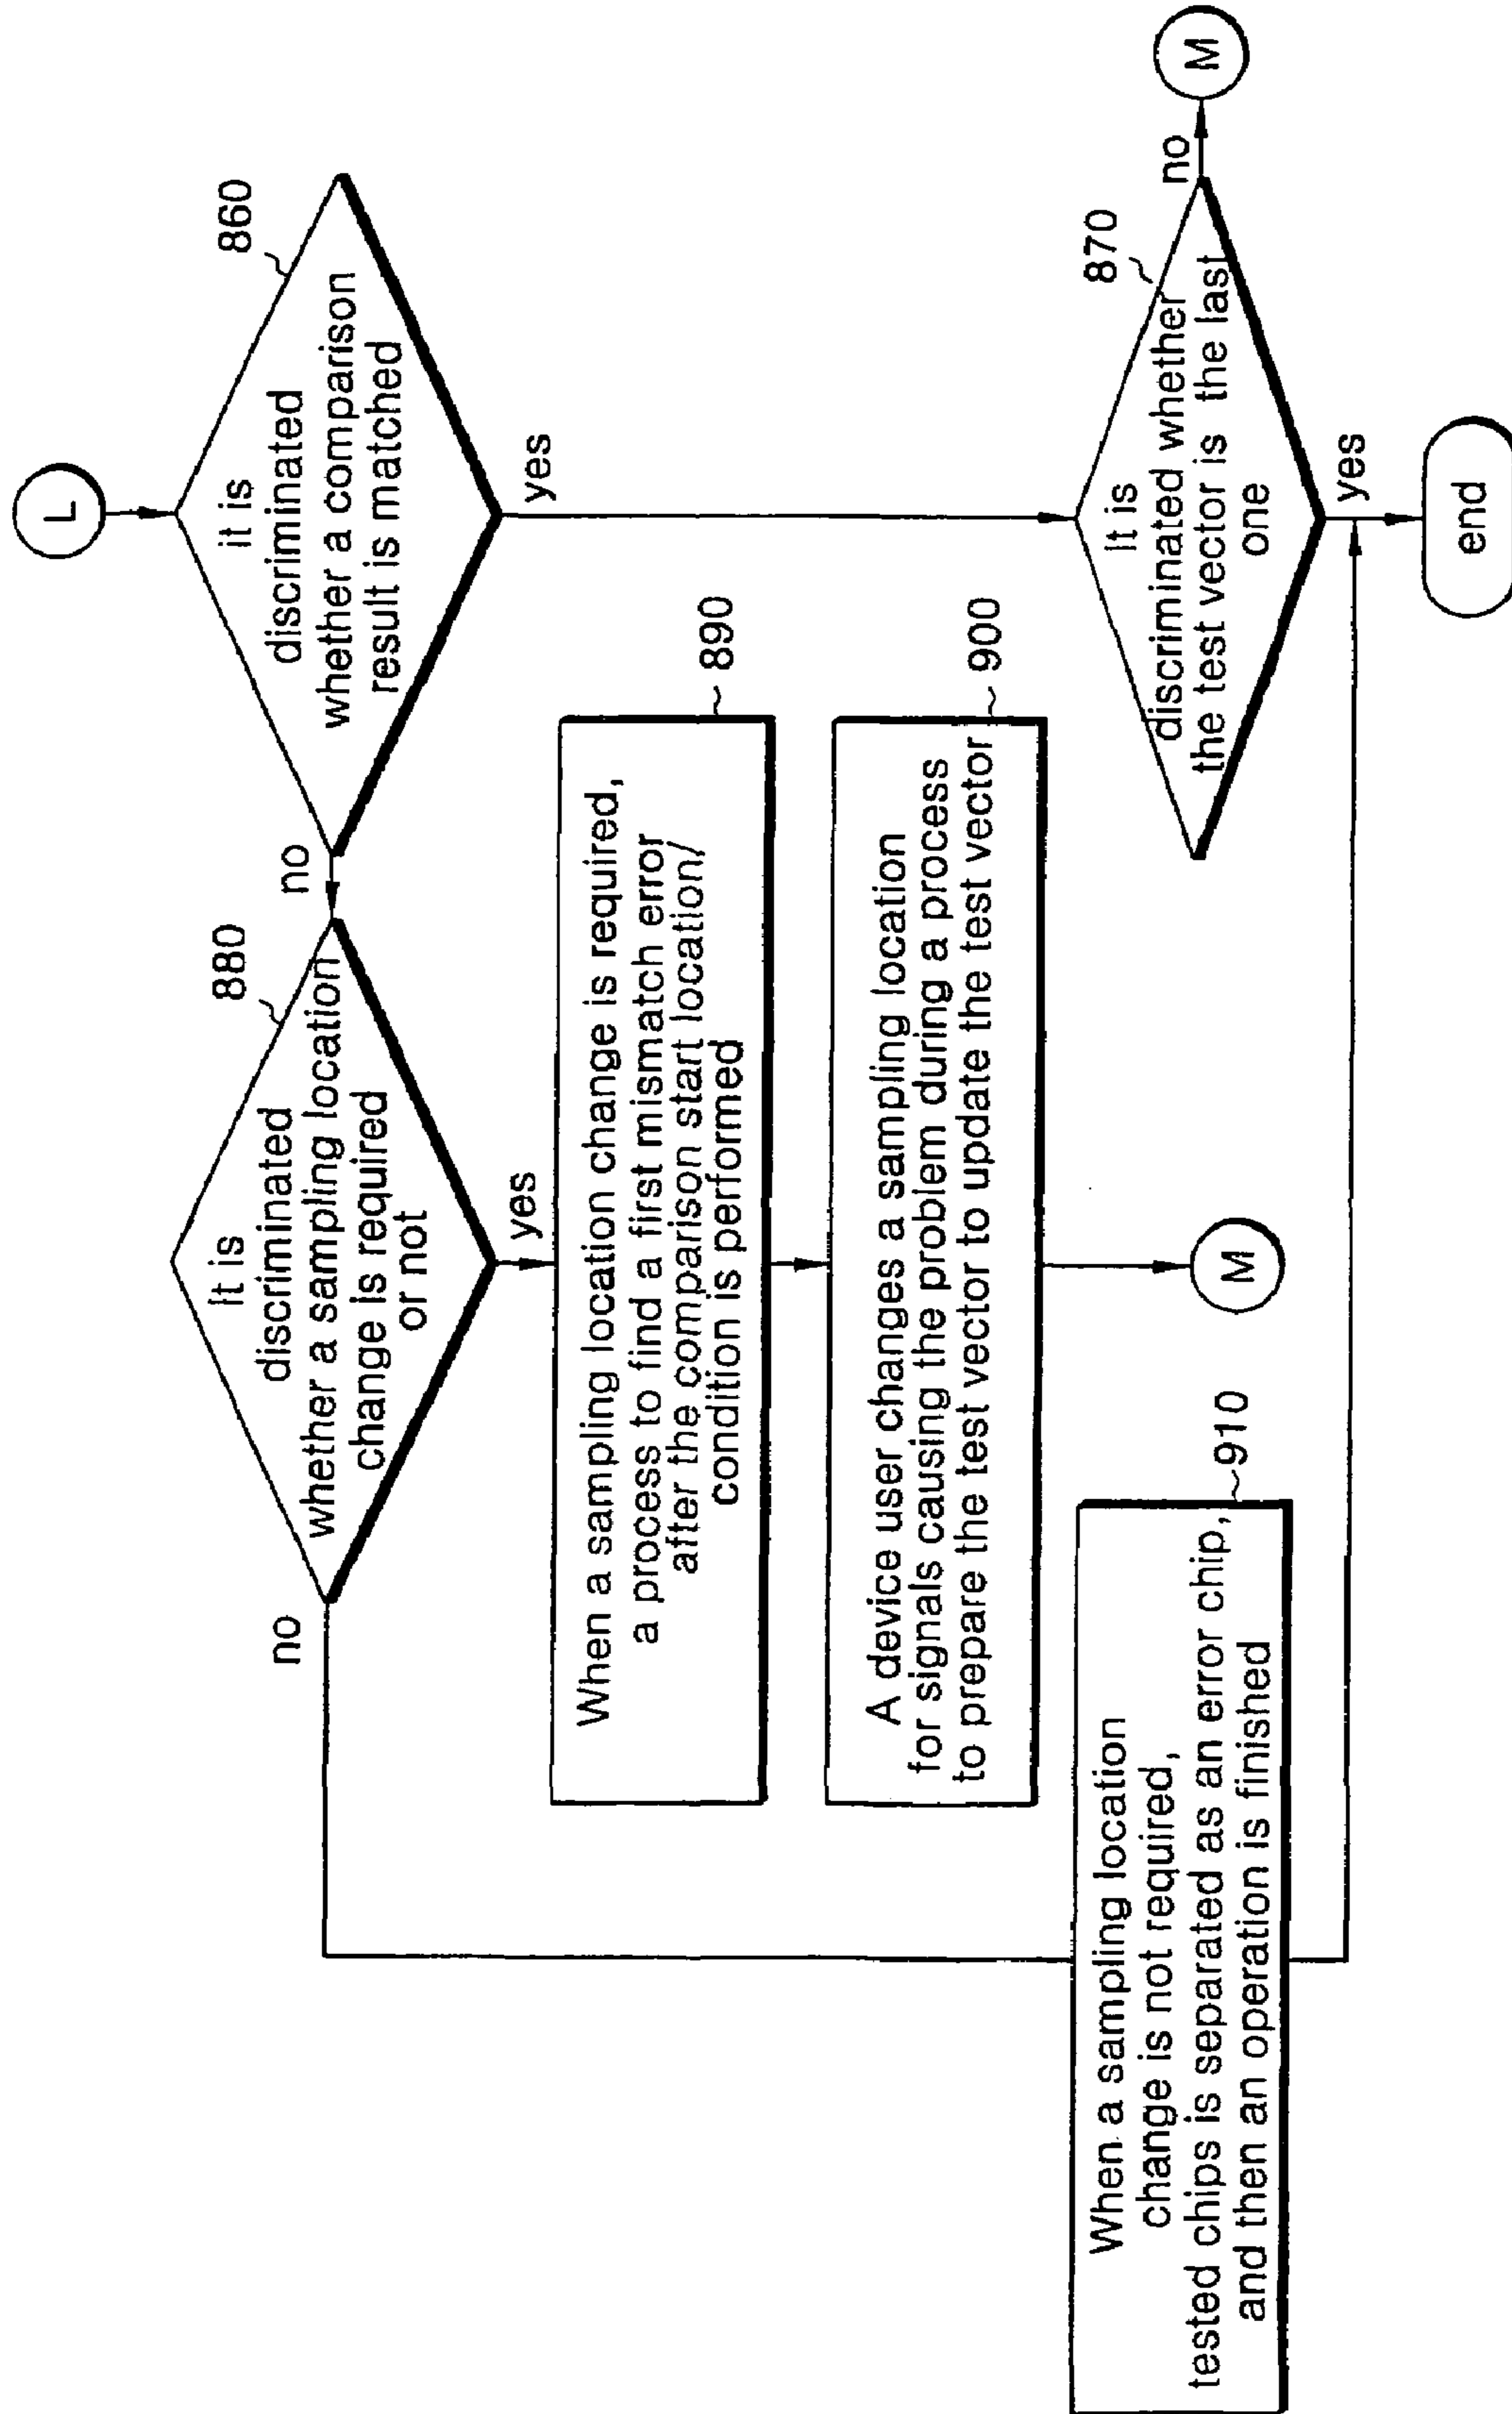 L
it is
discriminated
whether a comparison
result is matched
860
yes
no
It is
discriminated
whether a sampling location
change is required
or not
880
yes
no
When a sampling location change is required,
a process to find a first mismatch error
after the comparison start location/
condition is performed
890
A device user changes a sampling location
for signals causing the problem during a process
to prepare the test vector to update the test vector
900
M
When a sampling location
change is not required,
tested chips is separated as an error chip,
and then an operation is finished
910
It is
discriminated whether
the test vector is the last
one
870
no
M
yes
end